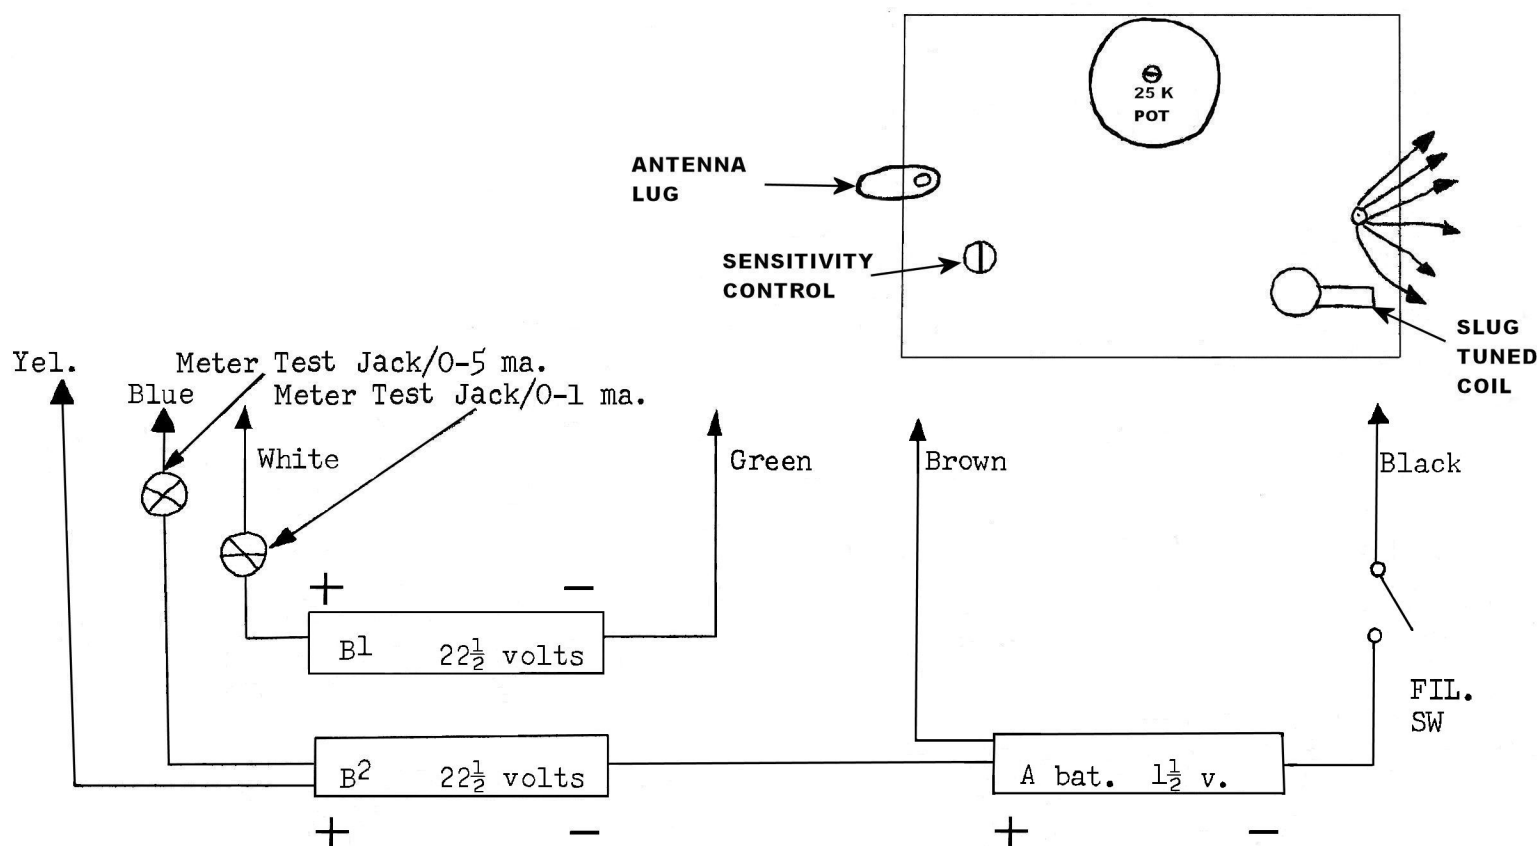 25 K
POT
ANTENNA
LUG
SENSITIVITY
CONTROL
SLUG
TUNED
COIL
Yel.
Meter Test Jack/0-5 ma.
Blue
Meter Test Jack/0-1 ma.
White
Green
Brown
Black
+ −
B1 22½ volts
FIL.
SW
B2 22½ volts
A bat. 1½ v.
+ −
+ −